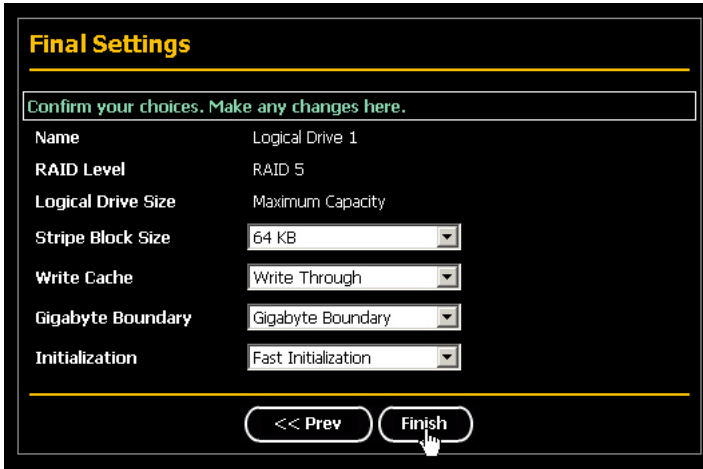 Final Settings
Confirm your choices. Make any changes here.
Name Logical Drive 1
RAID Level RAID 5
Logical Drive Size Maximum Capacity
Stripe Block Size 64 KB
Write Cache Write Through
Gigabyte Boundary Gigabyte Boundary
Initialization Fast Initialization
<< Prev Finish